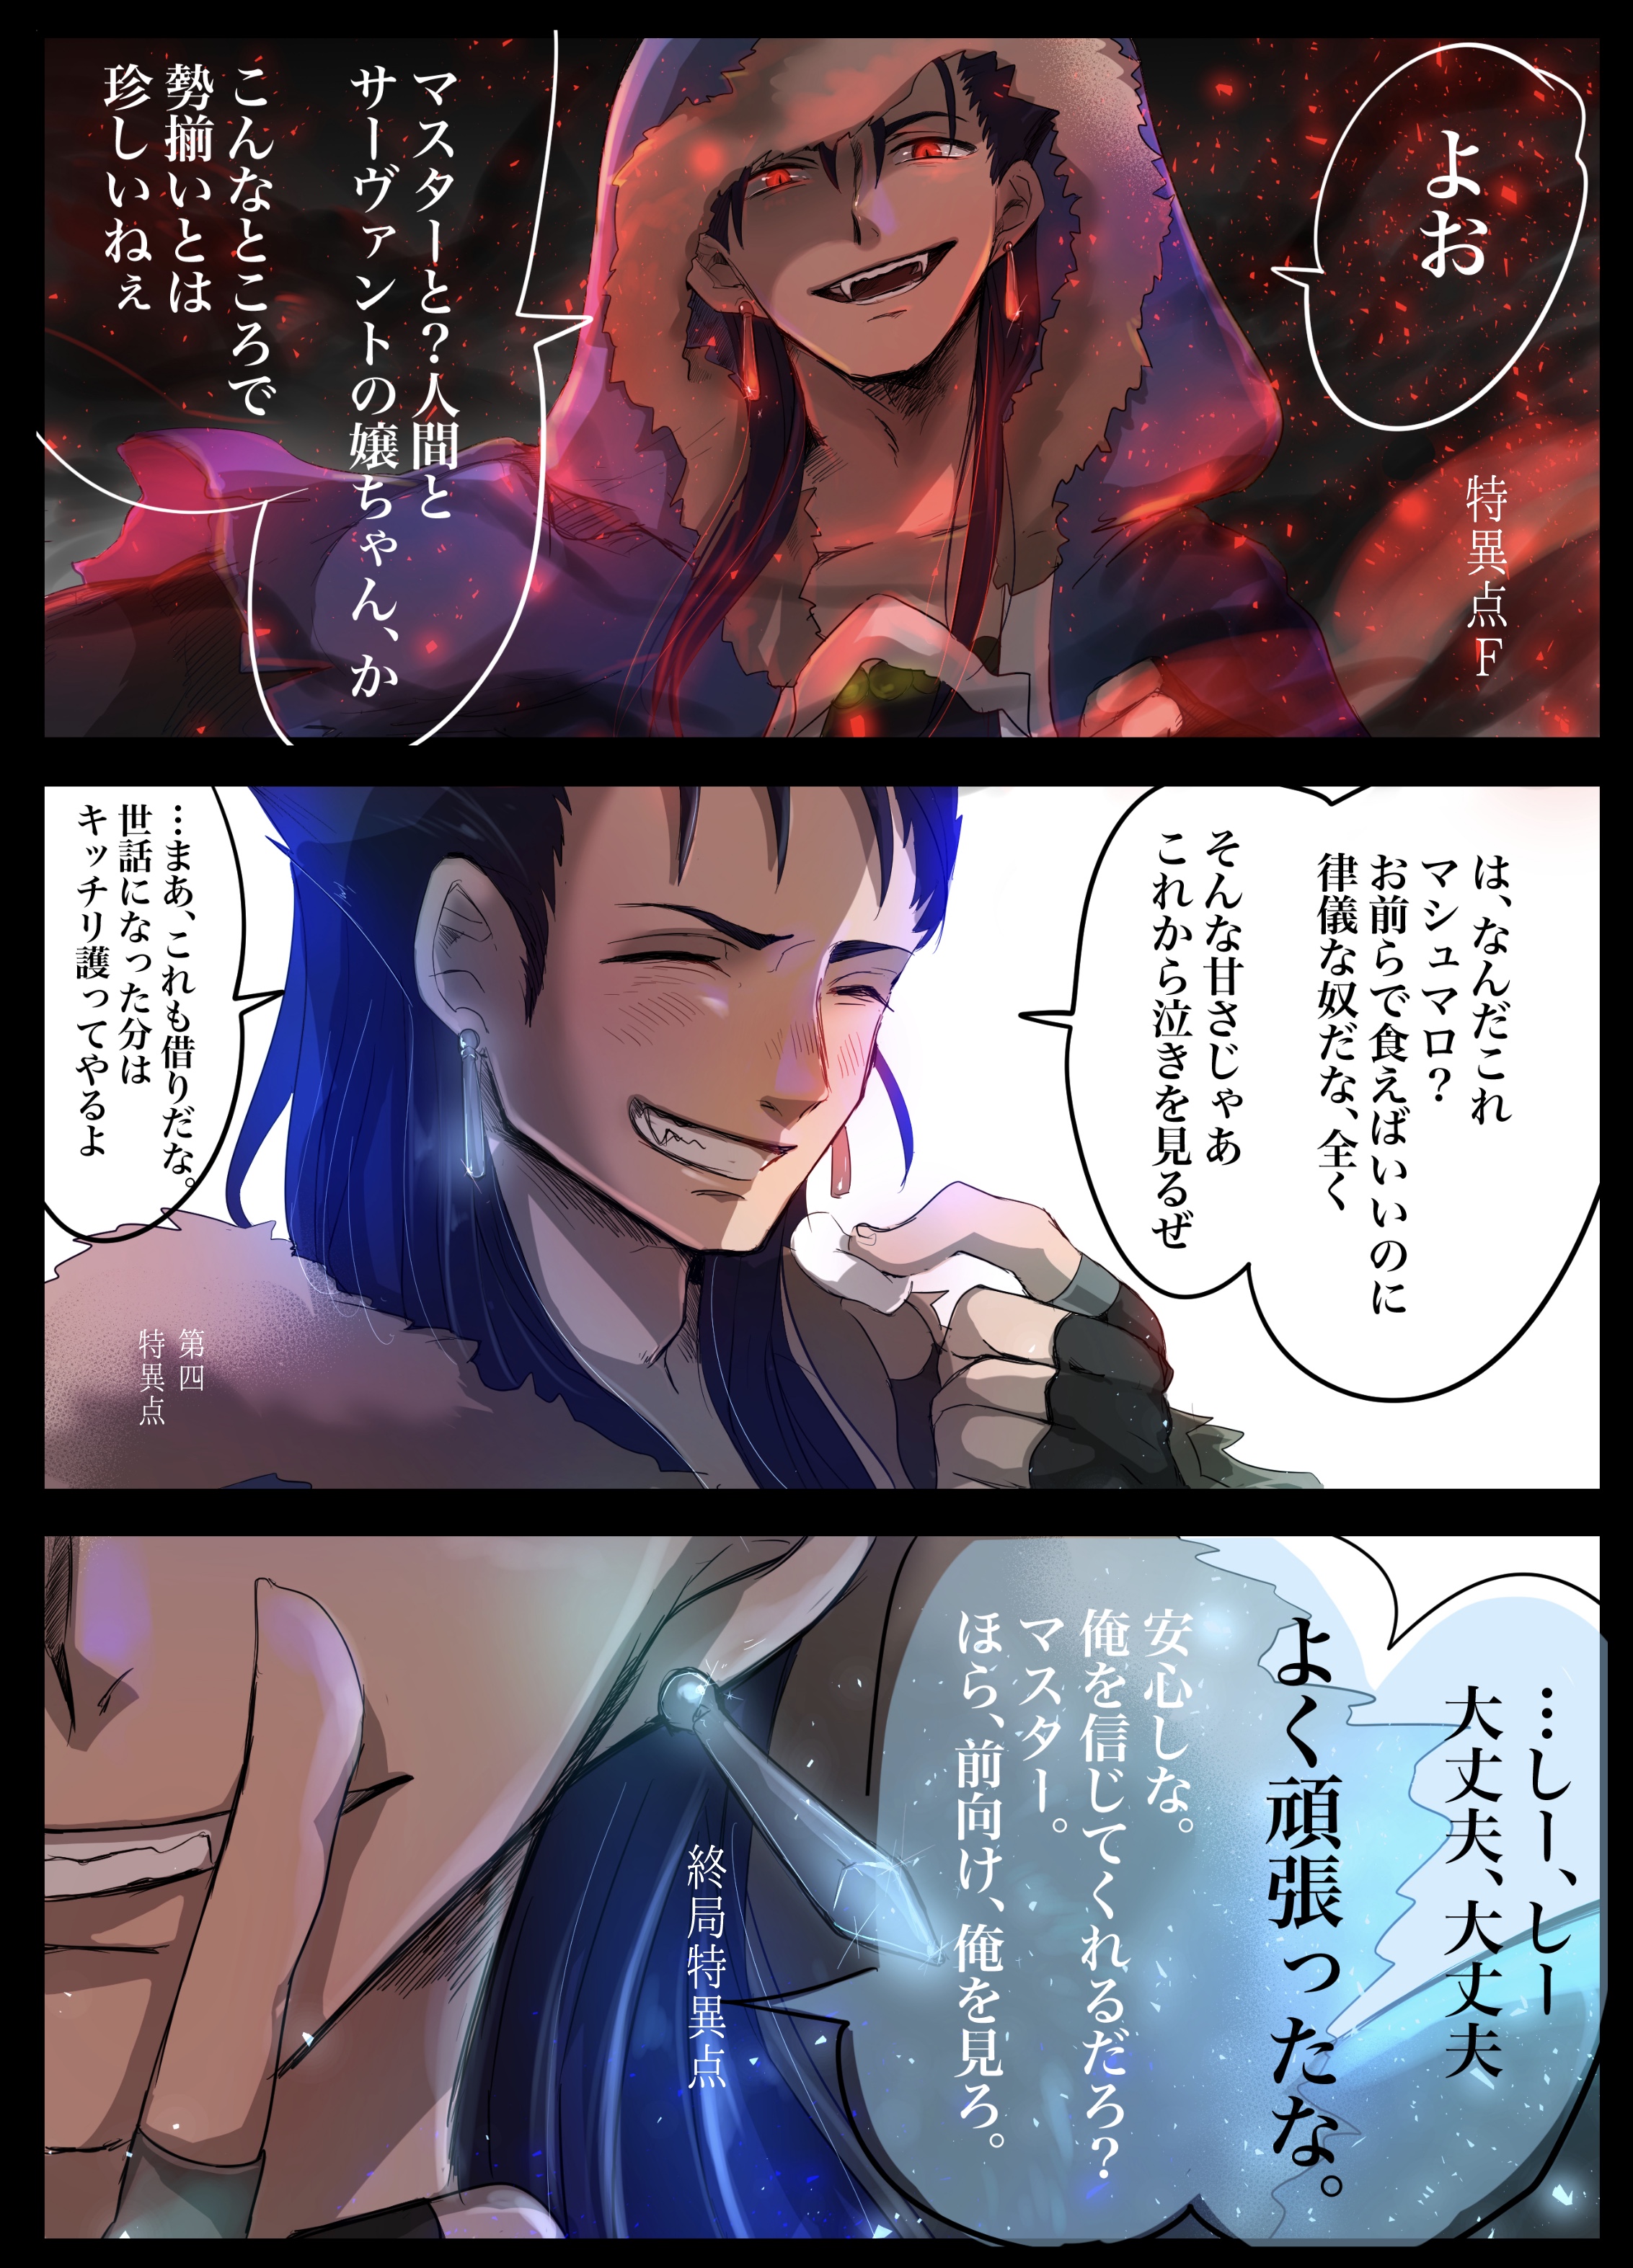 よお
特異点F
マスターと?人間と
サーヴァントの嬢ちゃん、か
こんなところで
勢揃いとは
珍しいねぇ
は、なんだこれ
マシュマロ?
お前らで食えばいいのに
律儀な奴だな、全く
そんな甘さじゃあ
これから泣きを見るぜ
…まあ、これも借りだな。
世話になった分は
キッチリ護ってやるよ
第四
特異点
…しー、しー
大丈夫、大丈夫
よく頑張ったな。
安心しな。
俺を信じてくれるだろ?
マスター。
ほら、前向け、俺を見ろ。
終局特異点